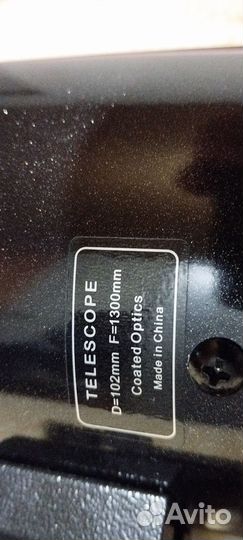 TELESCOPE
D=102mm F=1300mm
Coated Optics
Made in China
Avito